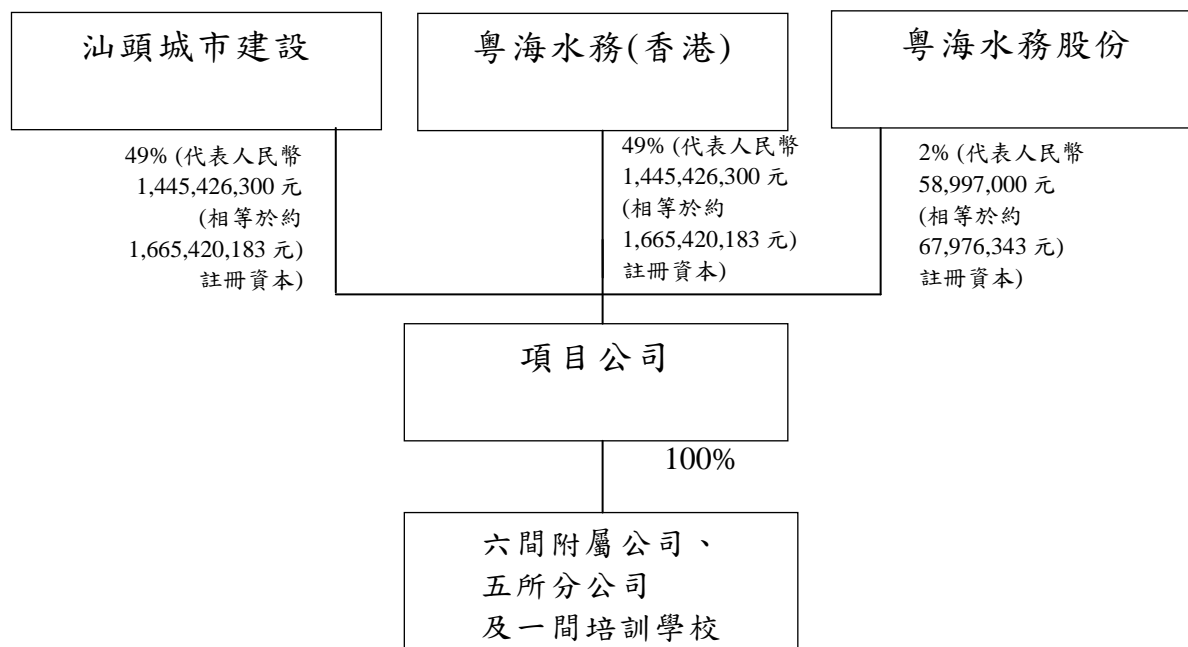 汕頭城市建設
粵海水務(香港)
粵海水務股份
49% (代表人民幣
1,445,426,300 元
(相等於約
1,665,420,183 元)
註冊資本)
49% (代表人民幣
1,445,426,300 元
(相等於約
1,665,420,183 元)
註冊資本)
2% (代表人民幣
58,997,000 元
(相等於約
67,976,343 元)
註冊資本)
項目公司
100%
六間附屬公司、
五所分公司
及一間培訓學校